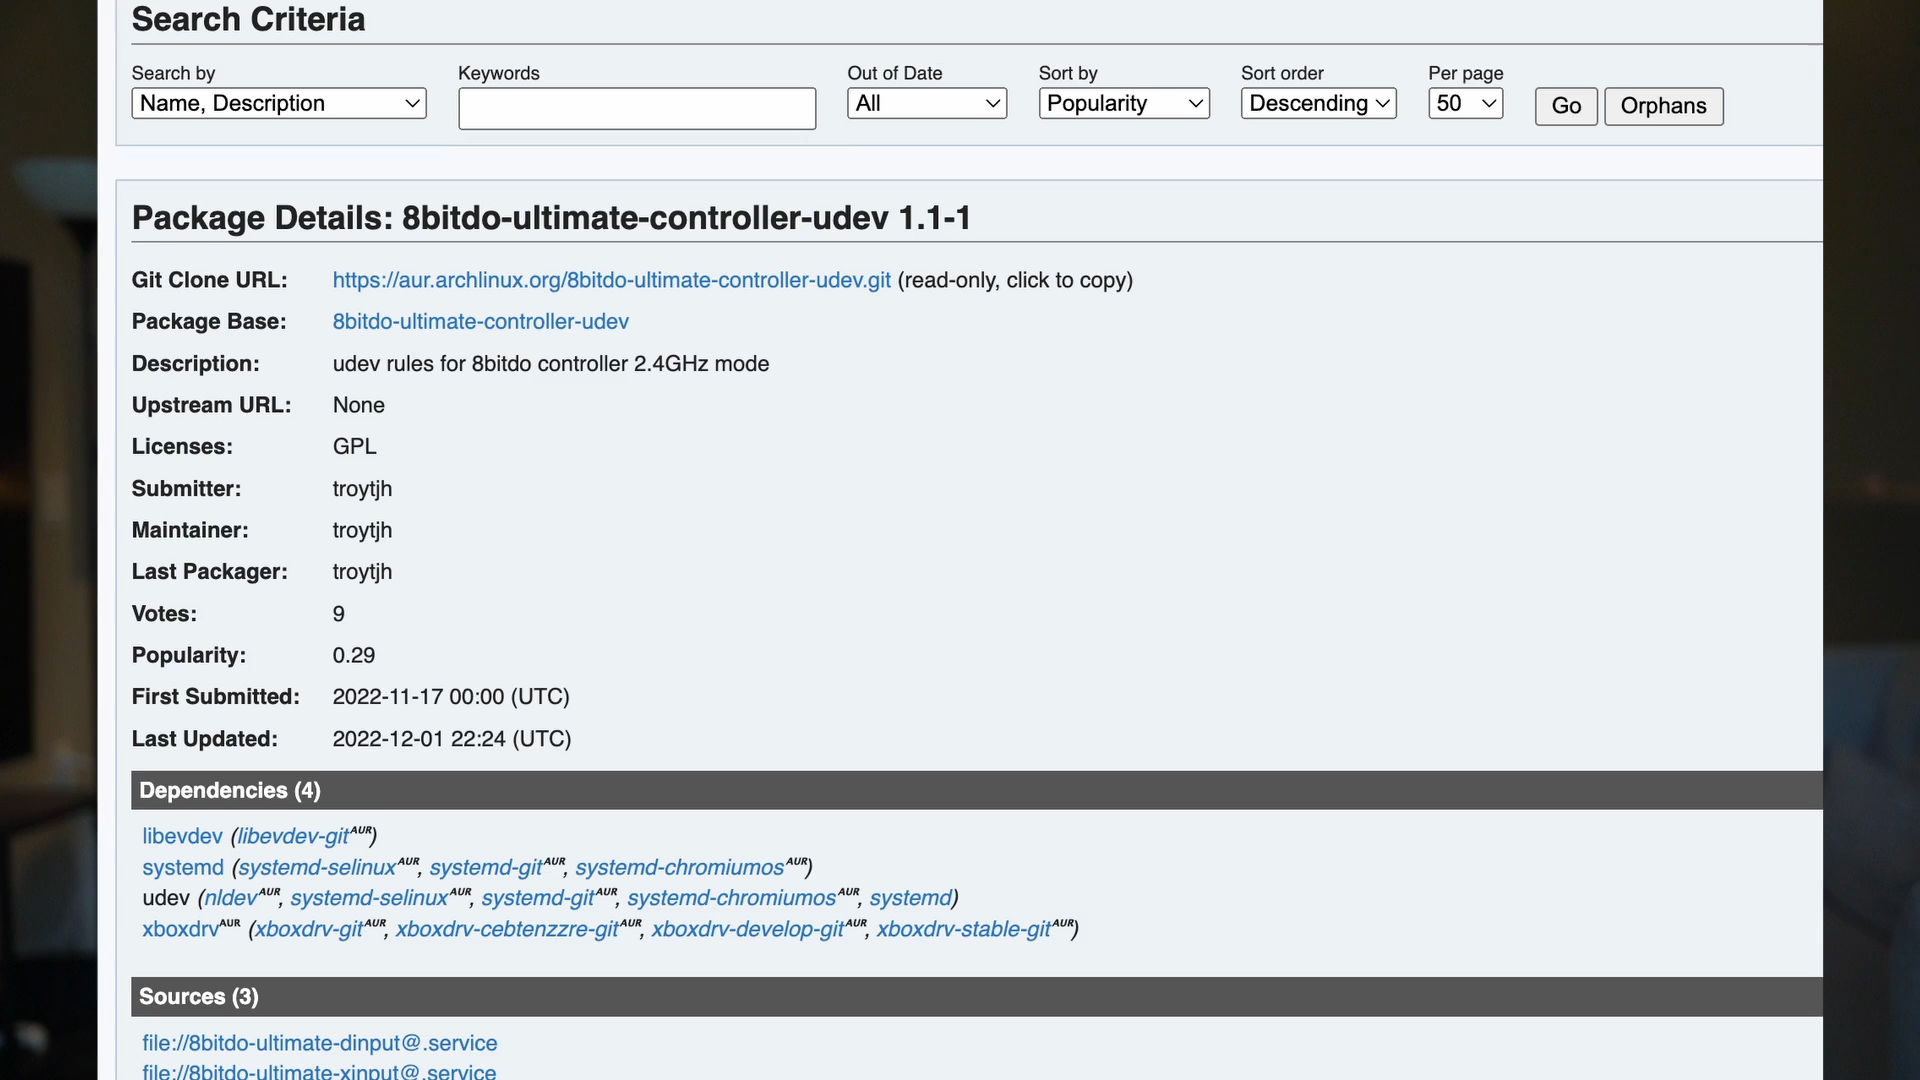 Search Criteria
Search by Keywords Out of Date Sort by Sort order Per page
Name, Description All Popularity Descending 50 Go Orphans
Package Details: 8bitdo-ultimate-controller-udev 1.1-1
Git Clone URL: https://aur.archlinux.org/8bitdo-ultimate-controller-udev.git (read-only, click to copy)
Package Base: 8bitdo-ultimate-controller-udev
Description: udev rules for 8bitdo controller 2.4GHz mode
Upstream URL: None
Licenses: GPL
Submitter: troytjh
Maintainer: troytjh
Last Packager: troytjh
Votes: 9
Popularity: 0.29
First Submitted: 2022-11-17 00:00 (UTC)
Last Updated: 2022-12-01 22:24 (UTC)
Dependencies (4)
libevdev (libevdev-gitAUR)
systemd (systemd-selinuxAUR, systemd-gitAUR, systemd-chromiumosAUR)
udev (nldevAUR, systemd-selinuxAUR, systemd-gitAUR, systemd-chromiumosAUR, systemd)
xboxdrvAUR (xboxdrv-gitAUR, xboxdrv-cebtenzzre-gitAUR, xboxdrv-develop-gitAUR, xboxdrv-stable-gitAUR)
Sources (3)
file://8bitdo-ultimate-dinput@.service
file://8bitdo-ultimate-xinput@.service